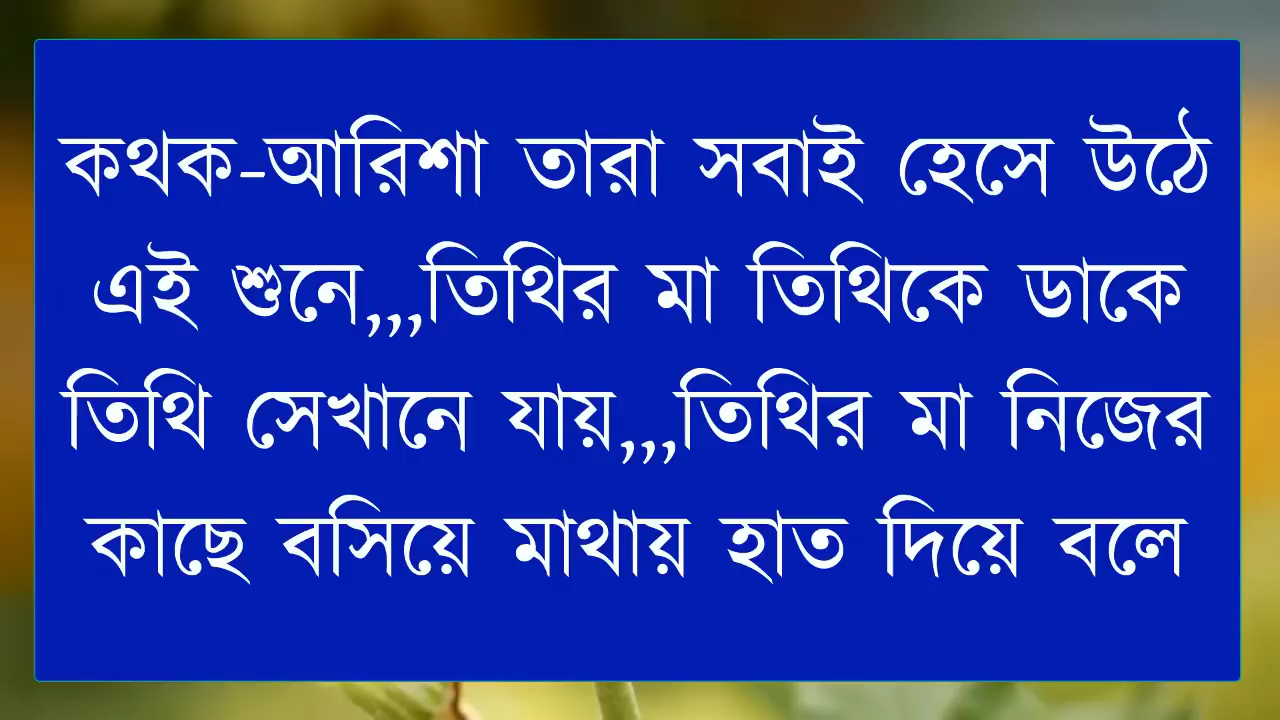 কথক-আরিশা তারা সবাই হেসে উঠে
এই শুনে,,,তিথির মা তিথিকে ডাকে
তিথি সেখানে যায়,,,তিথির মা নিজের
কাছে বসিয়ে মাথায় হাত দিয়ে বলে